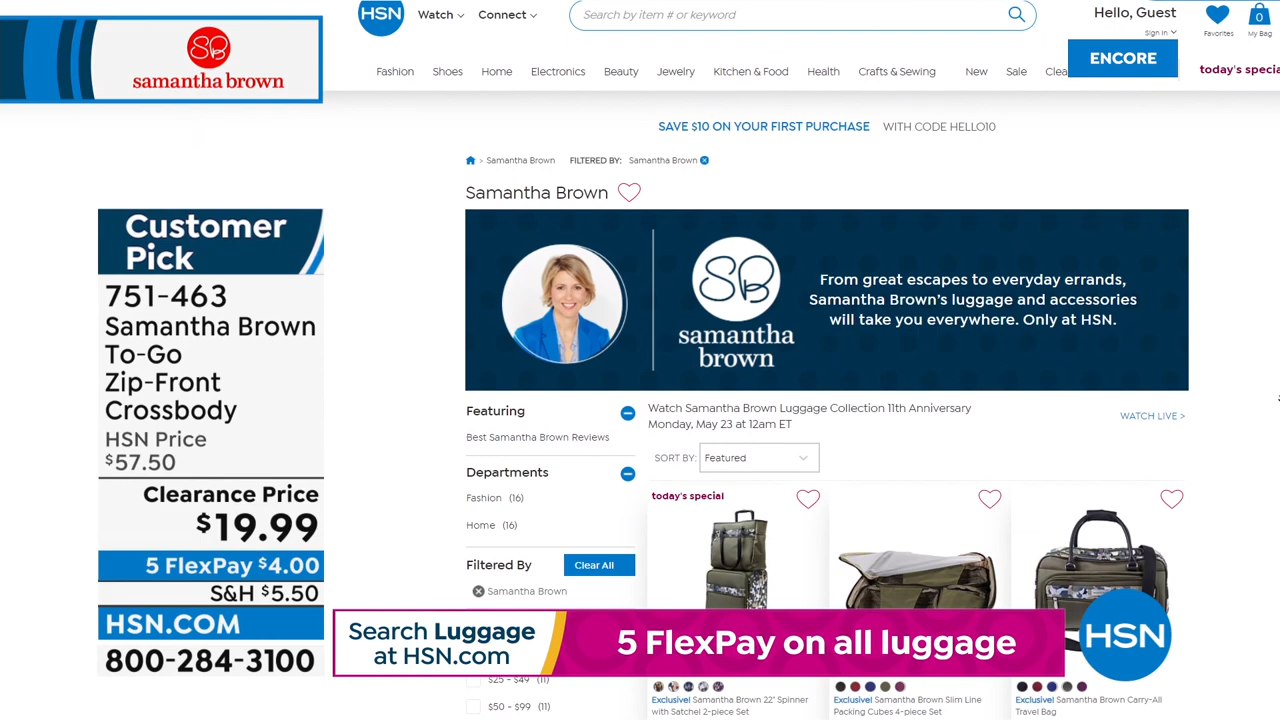 samantha brown
HSN
Watch
Connect
Search by item # or keyword
Hello, Guest
Sign In
Favorites
0
My Bag
Fashion
Shoes
Home
Electronics
Beauty
Jewelry
Kitchen & Food
Health
Crafts & Sewing
New
Sale
ENCORE
SAVE $10 ON YOUR FIRST PURCHASE WITH CODE HELLO10
> Samantha Brown FILTERED BY: Samantha Brown
Samantha Brown
SB
samantha
brown
From great escapes to everyday errands,
Samantha Brown's luggage and accessories
will take you everywhere. Only at HSN.
Customer
Pick
751-463
Samantha Brown
To-Go
Zip-Front
Crossbody
HSN Price
$57.50
Clearance Price
$19.99
5 FlexPay $4.00
S&H $5.50
HSN.COM
800-284-3100
Featuring
Best Samantha Brown Reviews
Departments
Fashion (16)
Home (16)
Filtered By
Clear All
Samantha Brown
$25 - $49 (11)
$50 - $99 (11)
Watch Samantha Brown Luggage Collection 11th Anniversary
Monday, May 23 at 12am ET
WATCH LIVE >
SORT BY: Featured
today's special
Search Luggage
at HSN.com
5 FlexPay on all luggage
HSN
Exclusive! Samantha Brown 22" Spinner
with Satchel 2-piece Set
Exclusive! Samantha Brown Slim Line
Packing Cubes 4-piece Set
Exclusive! Samantha Brown Carry-All
Travel Bag